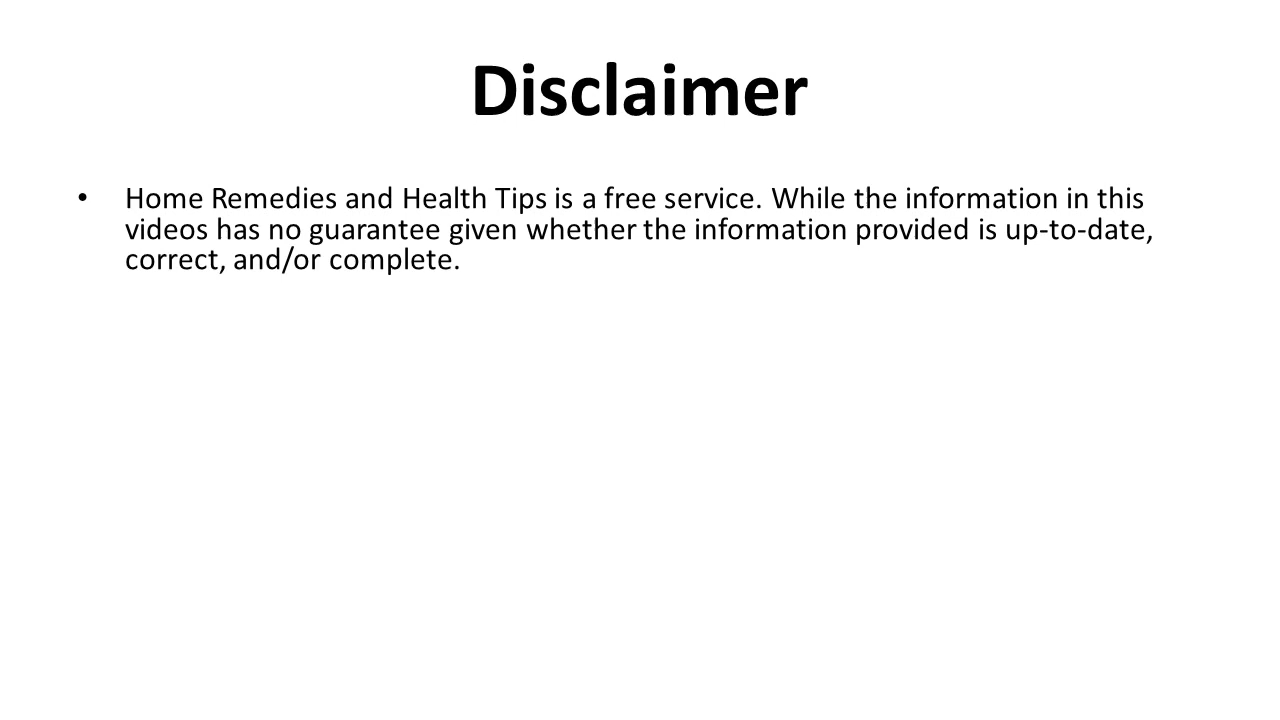 Disclaimer
• Home Remedies and Health Tips is a free service. While the information in this
videos has no guarantee given whether the information provided is up-to-date,
correct, and/or complete.